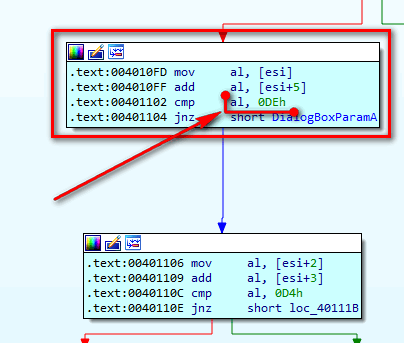 .text:004010FD mov al, [esi]
.text:004010FF add al, [esi+5]
.text:00401102 cmp al, 0DEh
.text:00401104 jnz short DialogBoxParamA
.text:00401106 mov al, [esi+2]
.text:00401109 add al, [esi+3]
.text:0040110C cmp al, 0D4h
.text:0040110E jnz short loc_40111B